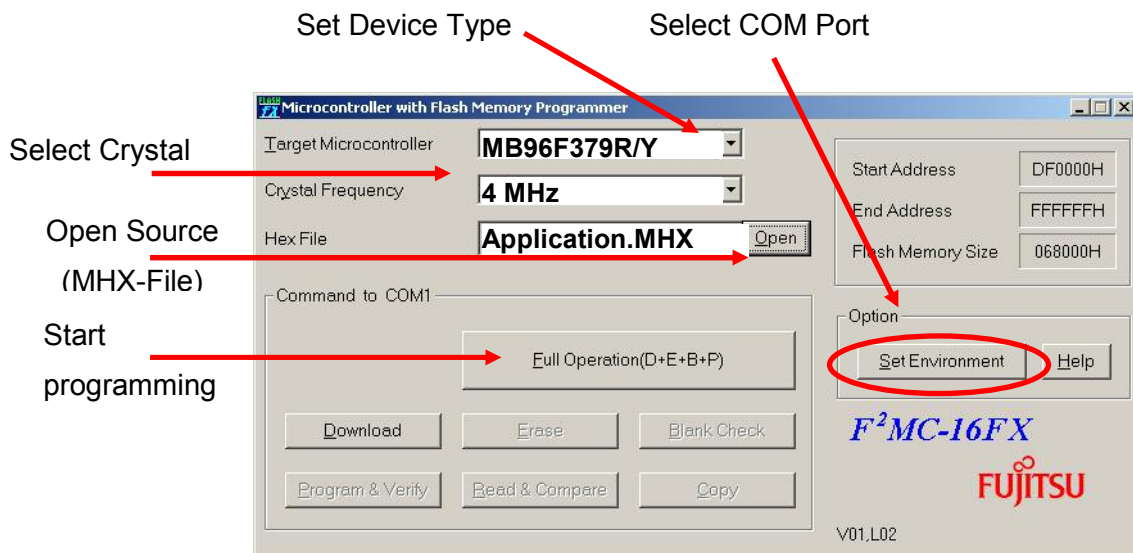 Set Device Type
Select COM Port
FLASH FX Microcontroller with Flash Memory Programmer
Select Crystal
Target Microcontroller
MB96F379R/Y
Crystal Frequency
4 MHz
Open Source
(MHX-File)
Hex File
Application.MHX
Open
Start Address
DF0000H
End Address
FFFFFFH
Flash Memory Size
068000H
Command to COM1
Start
programming
Full Operation(D+E+B+P)
Option
Set Environment
Help
Download
Erase
Blank Check
Program & Verify
Read & Compare
Copy
F²MC-16FX
FUJITSU
V01,L02